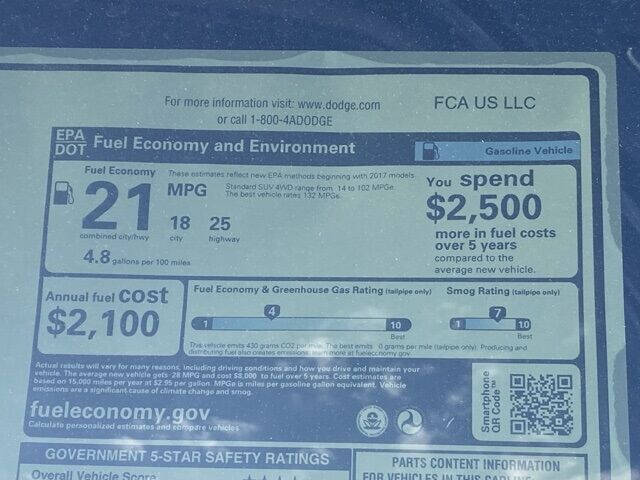 For more information visit: www.dodge.com
or call 1-800-4ADODGE
FCA US LLC
EPA
DOT
Fuel Economy and Environment
Gasoline Vehicle
Fuel Economy
These estimates reflect new EPA methods beginning with 2017 models.
21
MPG
Standard SUV 4WD range from 14 to 102 MPGe.
The best vehicle rates 132 MPGe.
18
25
combined city/hwy
city
highway
4.8 gallons per 100 miles
You spend
$2,500
more in fuel costs
over 5 years
compared to the
average new vehicle.
Annual fuel cost
$2,100
Fuel Economy & Greenhouse Gas Rating (tailpipe only)
4
1
10
Best
Smog Rating (tailpipe only)
7
1
10
Best
This vehicle emits 430 grams CO2 per mile. The best emits 0 grams per mile (tailpipe only). Producing and
distributing fuel also creates emissions; learn more at fueleconomy.gov.
Actual results will vary for many reasons, including driving conditions and how you drive and maintain your
vehicle. The average new vehicle gets 28 MPG and cost $8,000 to fuel over 5 years. Cost estimates are
based on 15,000 miles per year at $2.95 per gallon. MPGe is miles per gasoline gallon equivalent. Vehicle
emissions are a significant cause of climate change and smog.
fueleconomy.gov
Calculate personalized estimates and compare vehicles
Smartphone
QR Code™
GOVERNMENT 5-STAR SAFETY RATINGS
Overall Vehicle Score
PARTS CONTENT INFORMATION
FOR VEHICLES IN THIS CARLINE: